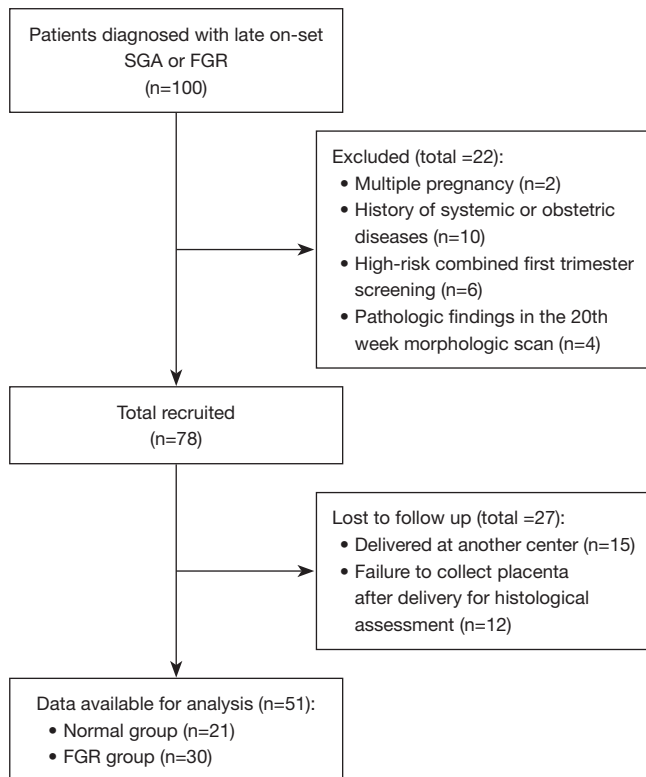 Patients diagnosed with late on-set
SGA or FGR
(n=100)
Excluded (total =22):
• Multiple pregnancy (n=2)
• History of systemic or obstetric
diseases (n=10)
• High-risk combined first trimester
screening (n=6)
• Pathologic findings in the 20th
week morphologic scan (n=4)
Total recruited
(n=78)
Lost to follow up (total =27):
• Delivered at another center (n=15)
• Failure to collect placenta
after delivery for histological
assessment (n=12)
Data available for analysis (n=51):
• Normal group (n=21)
• FGR group (n=30)